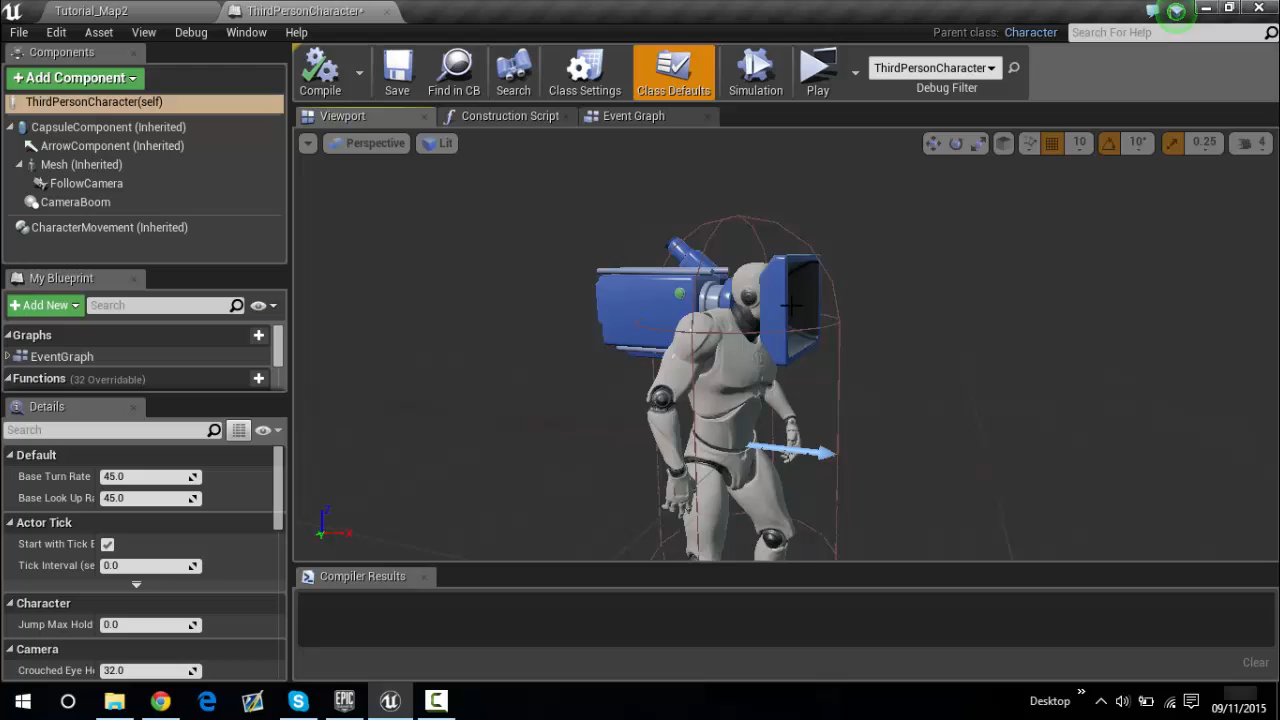 Tutorial_Map2
ThirdPersonCharacter*
File Edit Asset View Debug Window Help
Parent class: Character
Search For Help
Components
+Add Component
ThirdPersonCharacter(self)
CapsuleComponent (Inherited)
ArrowComponent (Inherited)
Mesh (Inherited)
FollowCamera
CameraBoom
CharacterMovement (Inherited)
My Blueprint
+Add New
Search
Graphs
EventGraph
Functions (32 Overridable)
Details
Search
Default
Base Turn Rate 45.0
Base Look Up Ra 45.0
Actor Tick
Start with Tick E
Tick Interval (se 0.0
Character
Jump Max Hold 0.0
Camera
Crouched Eye He 32.0
Compile Save Find in CB Search Class Settings Class Defaults Simulation Play
ThirdPersonCharacter
Debug Filter
Viewport Construction Script Event Graph
Perspective Lit
10 10° 0.25 4
Z
X
Compiler Results
Clear
EPIC
Desktop
09/11/2015